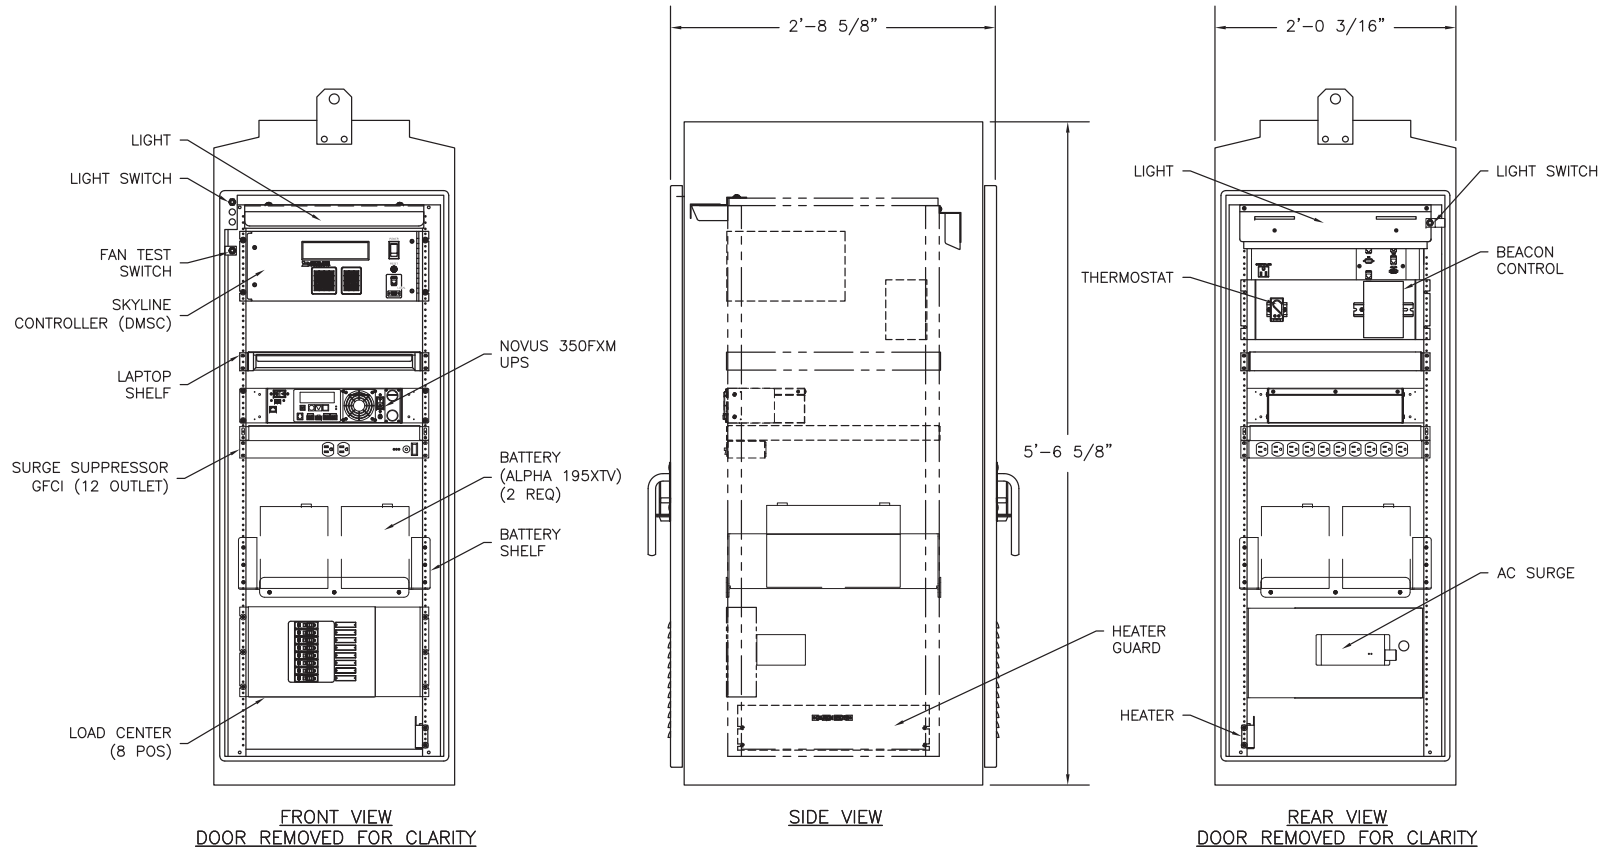 2'-8 5/8"
2'-0 3/16"
LIGHT
LIGHT SWITCH
FAN TEST
SWITCH
SKYLINE
CONTROLLER (DMSC)
LAPTOP
SHELF
SURGE SUPPRESSOR
GFCI (12 OUTLET)
LOAD CENTER
(8 POS)
NOVUS 350FXM
UPS
BATTERY
(ALPHA 195XTV)
(2 REQ)
BATTERY
SHELF
FRONT VIEW
DOOR REMOVED FOR CLARITY
5'-6 5/8"
HEATER
GUARD
SIDE VIEW
LIGHT
THERMOSTAT
HEATER
LIGHT SWITCH
BEACON
CONTROL
AC SURGE
REAR VIEW
DOOR REMOVED FOR CLARITY